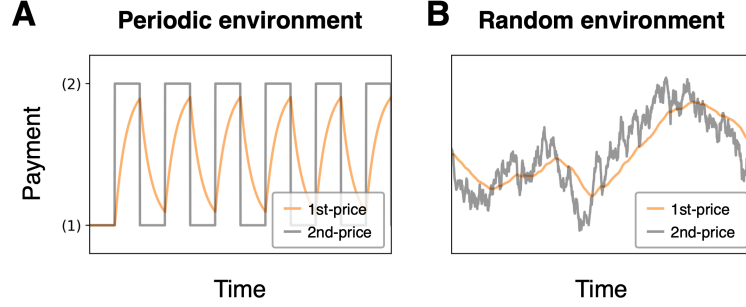 A
Periodic environment
Payment
(2)
(1)
1st-price
2nd-price
Time
B
Random environment
1st-price
2nd-price
Time